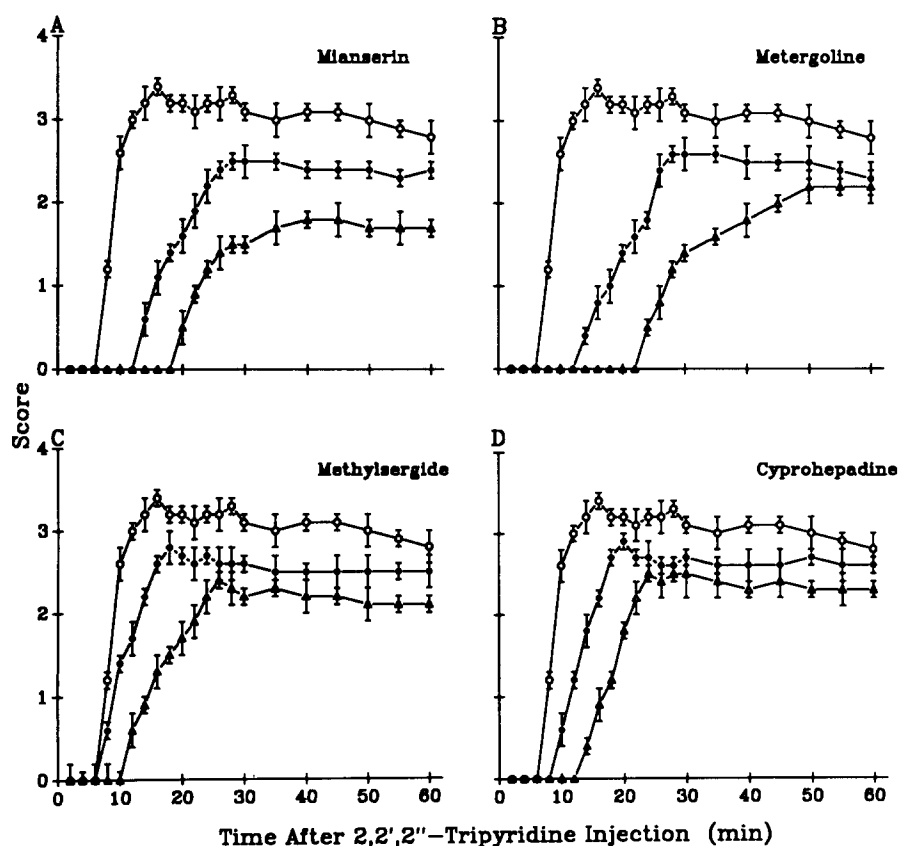 A
B
4
Mianserin
Metergoline
3
2
1
0
C
D
4
Methylsergide
Cyprohepadine
3
2
1
0
Score
0 10 20 30 40 50 60
0 10 20 30 40 50 60
Time After 2,2',2"-Tripyridine Injection (min)